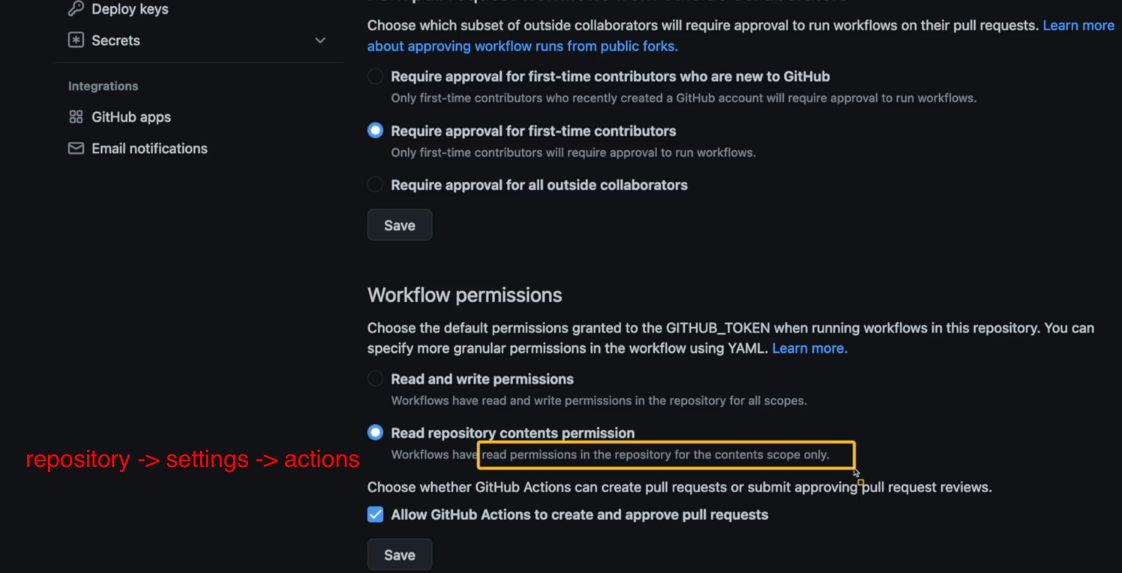 Deploy keys
Secrets
Integrations
GitHub apps
Email notifications
Choose which subset of outside collaborators will require approval to run workflows on their pull requests. Learn more
about approving workflow runs from public forks.
Require approval for first-time contributors who are new to GitHub
Only first-time contributors who recently created a GitHub account will require approval to run workflows.
Require approval for first-time contributors
Only first-time contributors will require approval to run workflows.
Require approval for all outside collaborators
Save
Workflow permissions
Choose the default permissions granted to the GITHUB_TOKEN when running workflows in this repository. You can
specify more granular permissions in the workflow using YAML. Learn more.
Read and write permissions
Workflows have read and write permissions in the repository for all scopes.
Read repository contents permission
Workflows have read permissions in the repository for the contents scope only.
repository -> settings -> actions
Choose whether GitHub Actions can create pull requests or submit approving pull request reviews.
Allow GitHub Actions to create and approve pull requests
Save